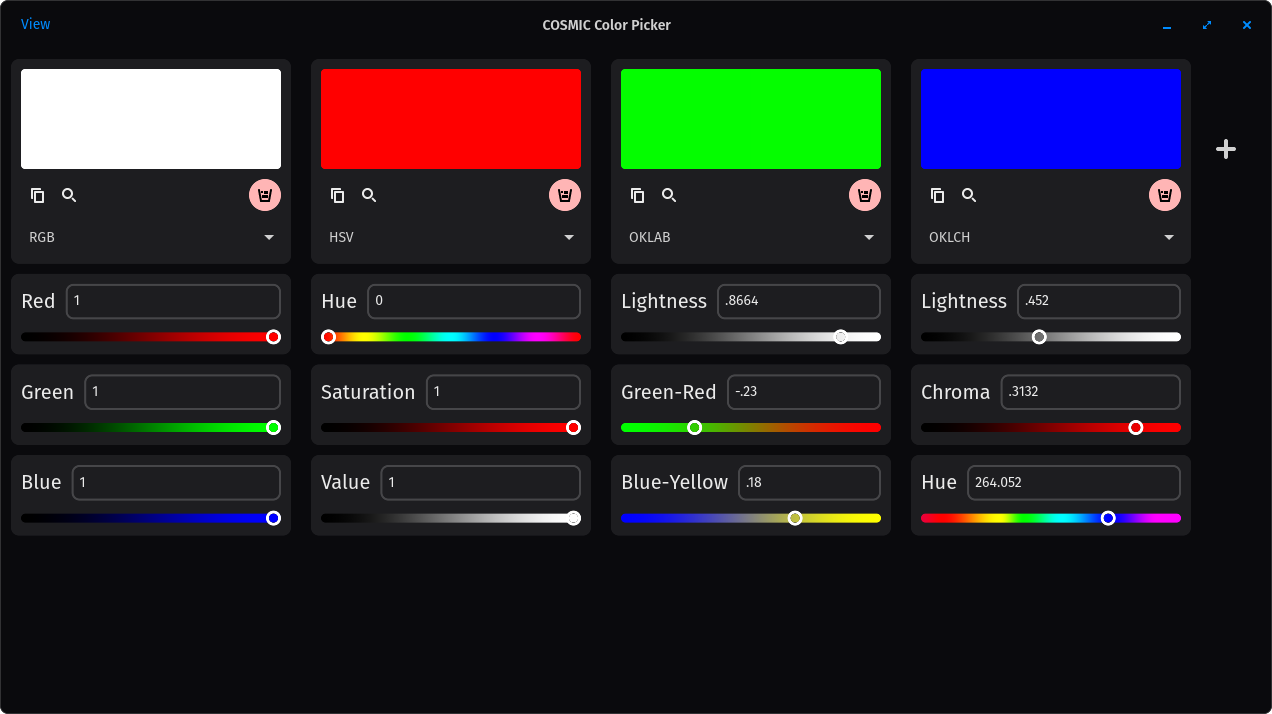 View
COSMIC Color Picker
RGB
HSV
OKLAB
OKLCH
Red 1
Hue 0
Lightness .8664
Lightness .452
Green 1
Saturation 1
Green-Red -.23
Chroma .3132
Blue 1
Value 1
Blue-Yellow .18
Hue 264.052